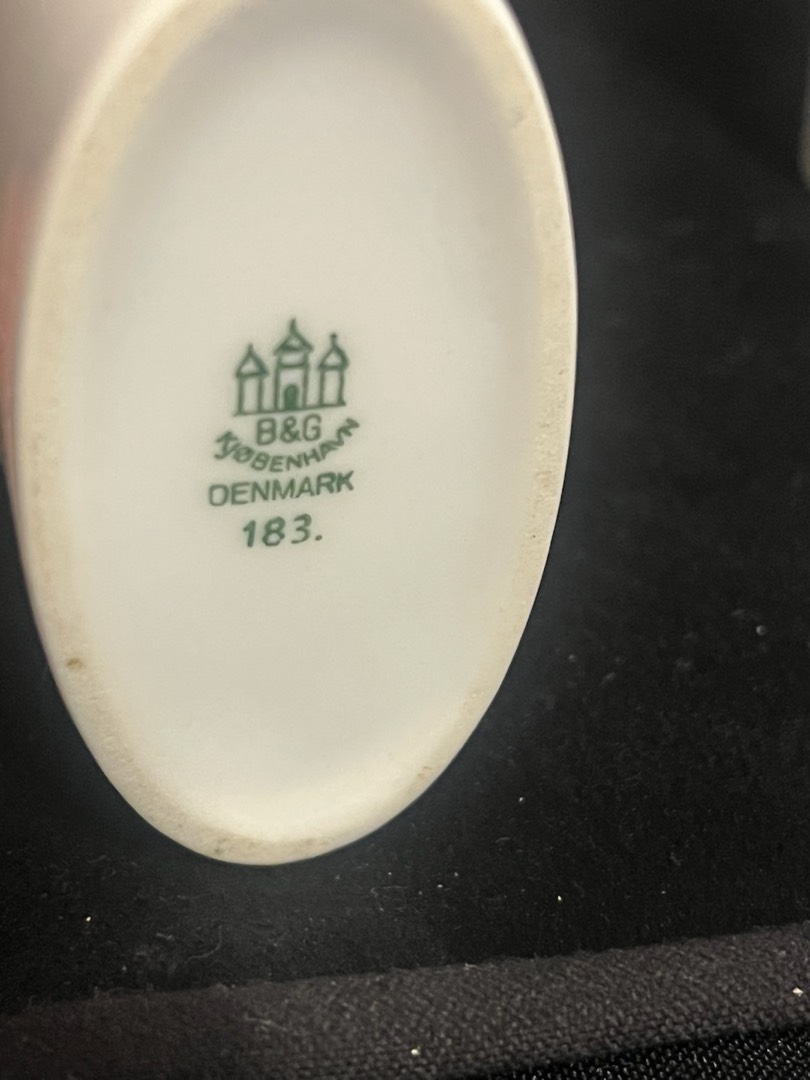 B&G
KJØBENHAVN
DENMARK
183.